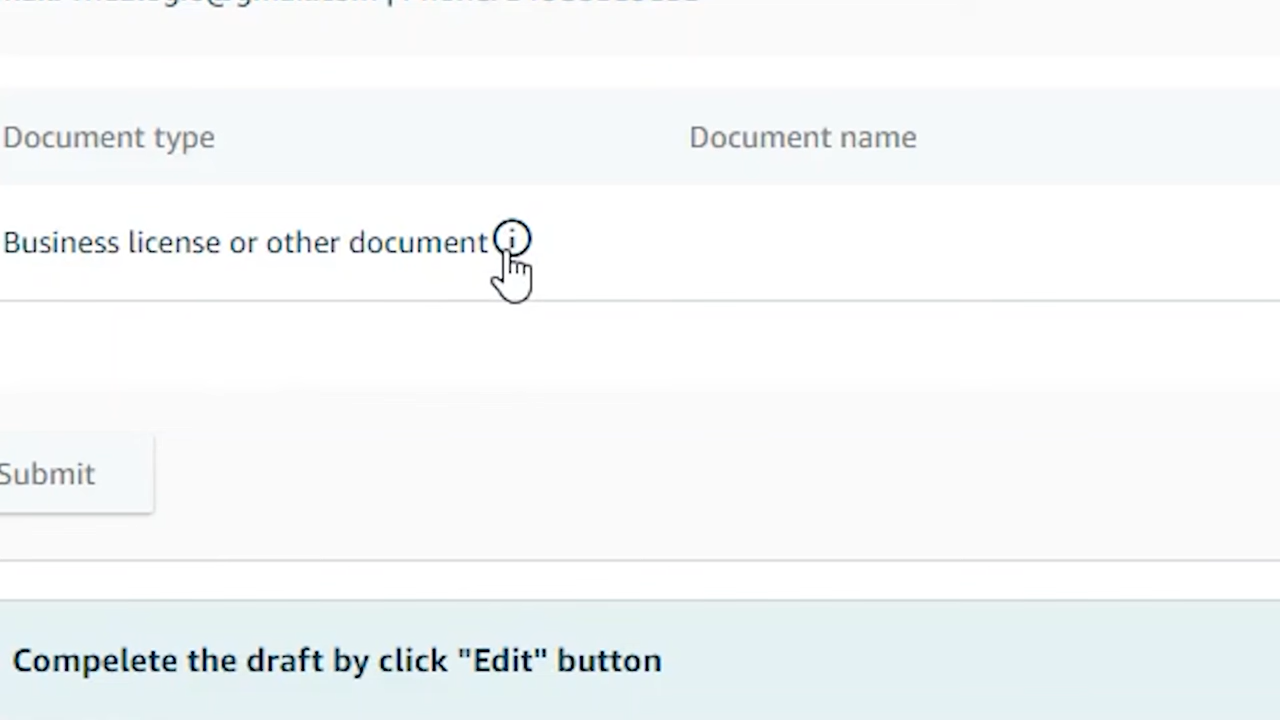 Document type Document name
Business license or other document
Submit
Compelete the draft by click "Edit" button